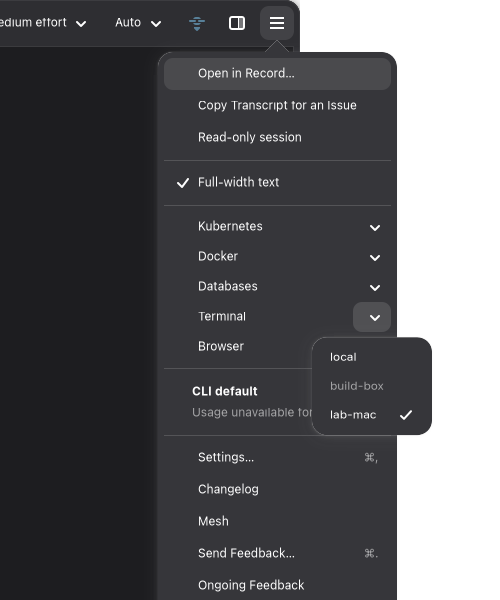 edium effort
Auto
Open in Record...
Copy Transcript for an Issue
Read-only session
Full-width text
Kubernetes
Docker
Databases
Terminal
Browser
local
build-box
lab-mac
CLI default
Usage unavailable for
Settings... ⌘,
Changelog
Mesh
Send Feedback... ⌘.
Ongoing Feedback